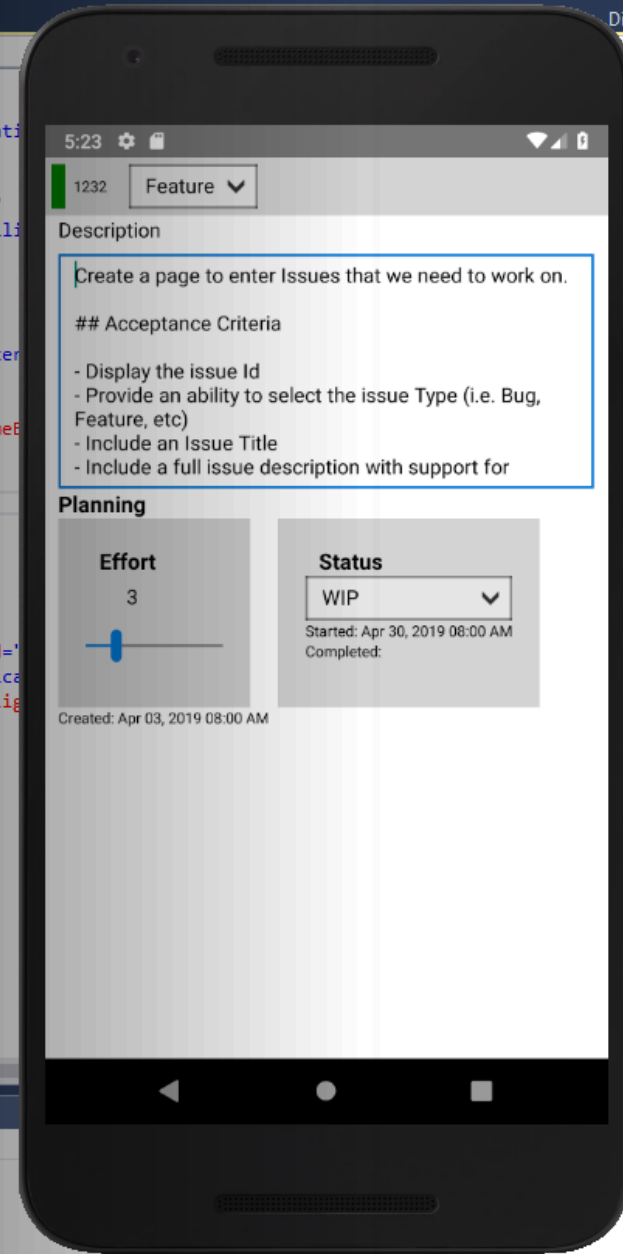 Di
5:23
1232 Feature
Description
Create a page to enter Issues that we need to work on.
## Acceptance Criteria
- Display the issue Id
- Provide an ability to select the issue Type (i.e. Bug,
Feature, etc)
- Include an Issue Title
- Include a full issue description with support for
Planning
Effort
3
Status
WIP
Started: Apr 30, 2019 08:00 AM
Completed:
Created: Apr 03, 2019 08:00 AM